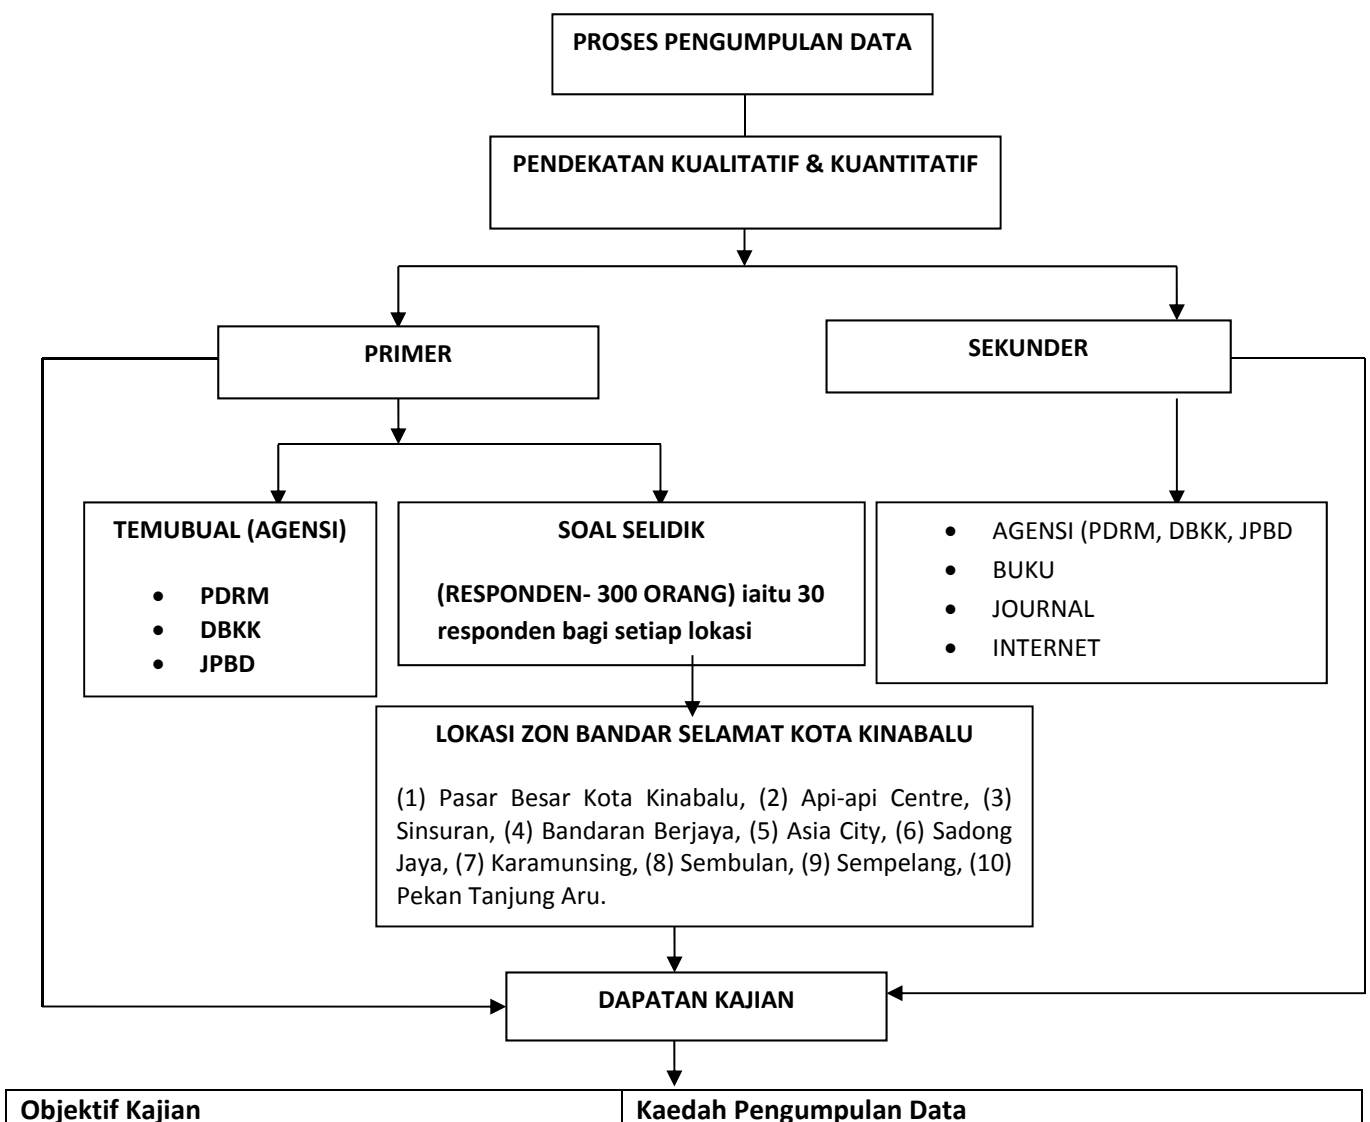 PROSES PENGUMPULAN DATA
PENDEKATAN KUALITATIF & KUANTITATIF
PRIMER
SEKUNDER
TEMUBUAL (AGENSI)
• PDRM
• DBKK
• JPBD
SOAL SELIDIK
(RESPONDEN- 300 ORANG) iaitu 30
responden bagi setiap lokasi
• AGENSI (PDRM, DBKK, JPBD
• BUKU
• JOURNAL
• INTERNET
LOKASI ZON BANDAR SELAMAT KOTA KINABALU
(1) Pasar Besar Kota Kinabalu, (2) Api-api Centre, (3)
Sinsuran, (4) Bandaran Berjaya, (5) Asia City, (6) Sadong
Jaya, (7) Karamunsing, (8) Sembulan, (9) Sempelang, (10)
Pekan Tanjung Aru.
DAPATAN KAJIAN
Objektif Kajian
Kaedah Pengumpulan Data